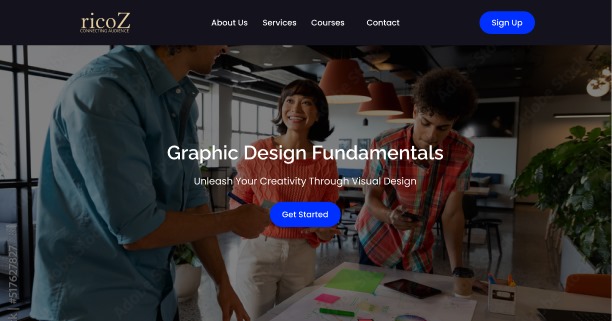 ricoZ
CONNECTING AUDIENCE
About Us
Services
Courses
Contact
Sign Up
Graphic Design Fundamentals
Unleash Your Creativity Through Visual Design
Get Started
#517627827